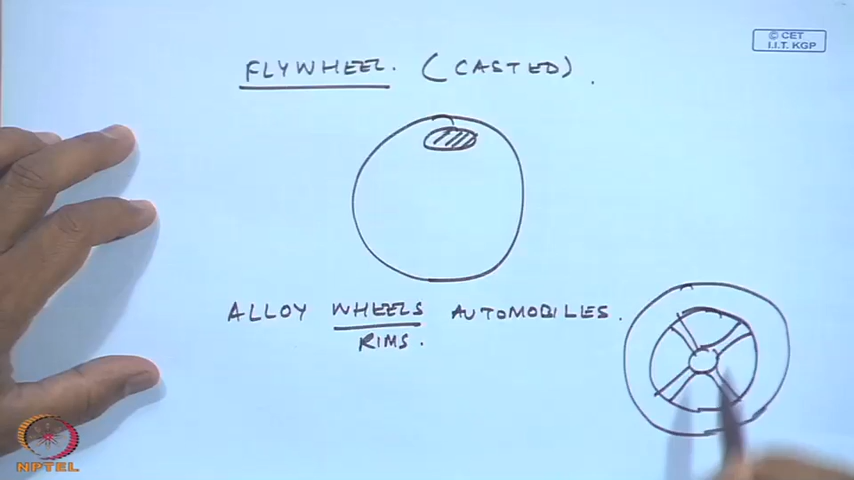 © CET
I.I.T. KGP
FLYWHEEL. (CASTED).
ALLOY WHEELS AUTOMOBILES.
RIMS.
NPTEL